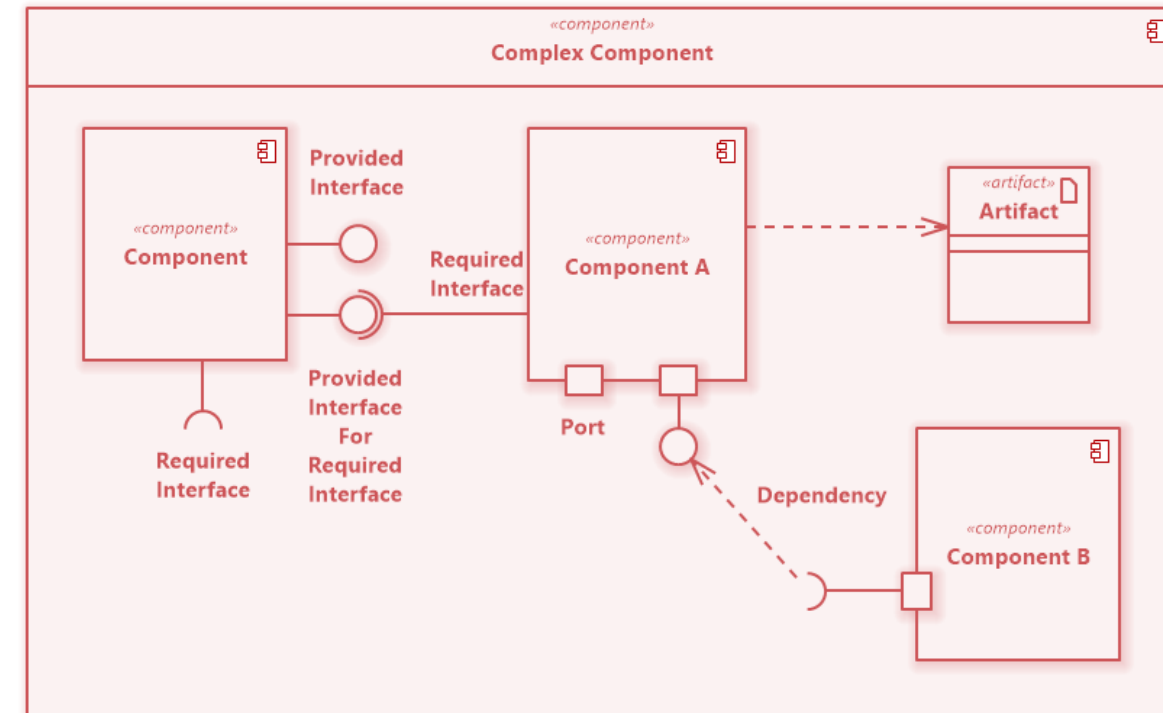 «component»
Complex Component
«component»
Component
Provided
Interface
Required
Interface
Provided
Interface
For
Required
Interface
Required
Interface
«component»
Component A
Port
«artifact»
Artifact
Dependency
«component»
Component B